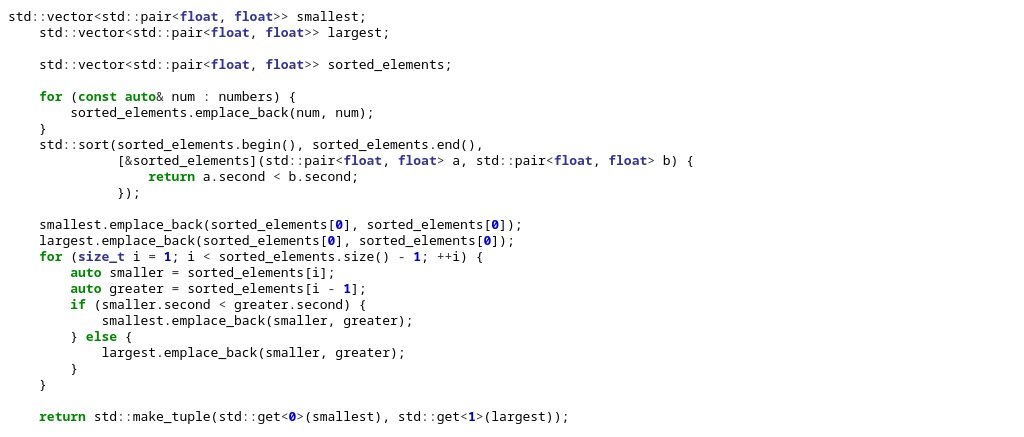 std::vector<std::pair<float, float>> smallest;
    std::vector<std::pair<float, float>> largest;

    std::vector<std::pair<float, float>> sorted_elements;

    for (const auto& num : numbers) {
        sorted_elements.emplace_back(num, num);
    }
    std::sort(sorted_elements.begin(), sorted_elements.end(),
              [&sorted_elements](std::pair<float, float> a, std::pair<float, float> b) {
                  return a.second < b.second;
              });

    smallest.emplace_back(sorted_elements[0], sorted_elements[0]);
    largest.emplace_back(sorted_elements[0], sorted_elements[0]);
    for (size_t i = 1; i < sorted_elements.size() - 1; ++i) {
        auto smaller = sorted_elements[i];
        auto greater = sorted_elements[i - 1];
        if (smaller.second < greater.second) {
            smallest.emplace_back(smaller, greater);
        } else {
            largest.emplace_back(smaller, greater);
        }
    }

    return std::make_tuple(std::get<0>(smallest), std::get<1>(largest));